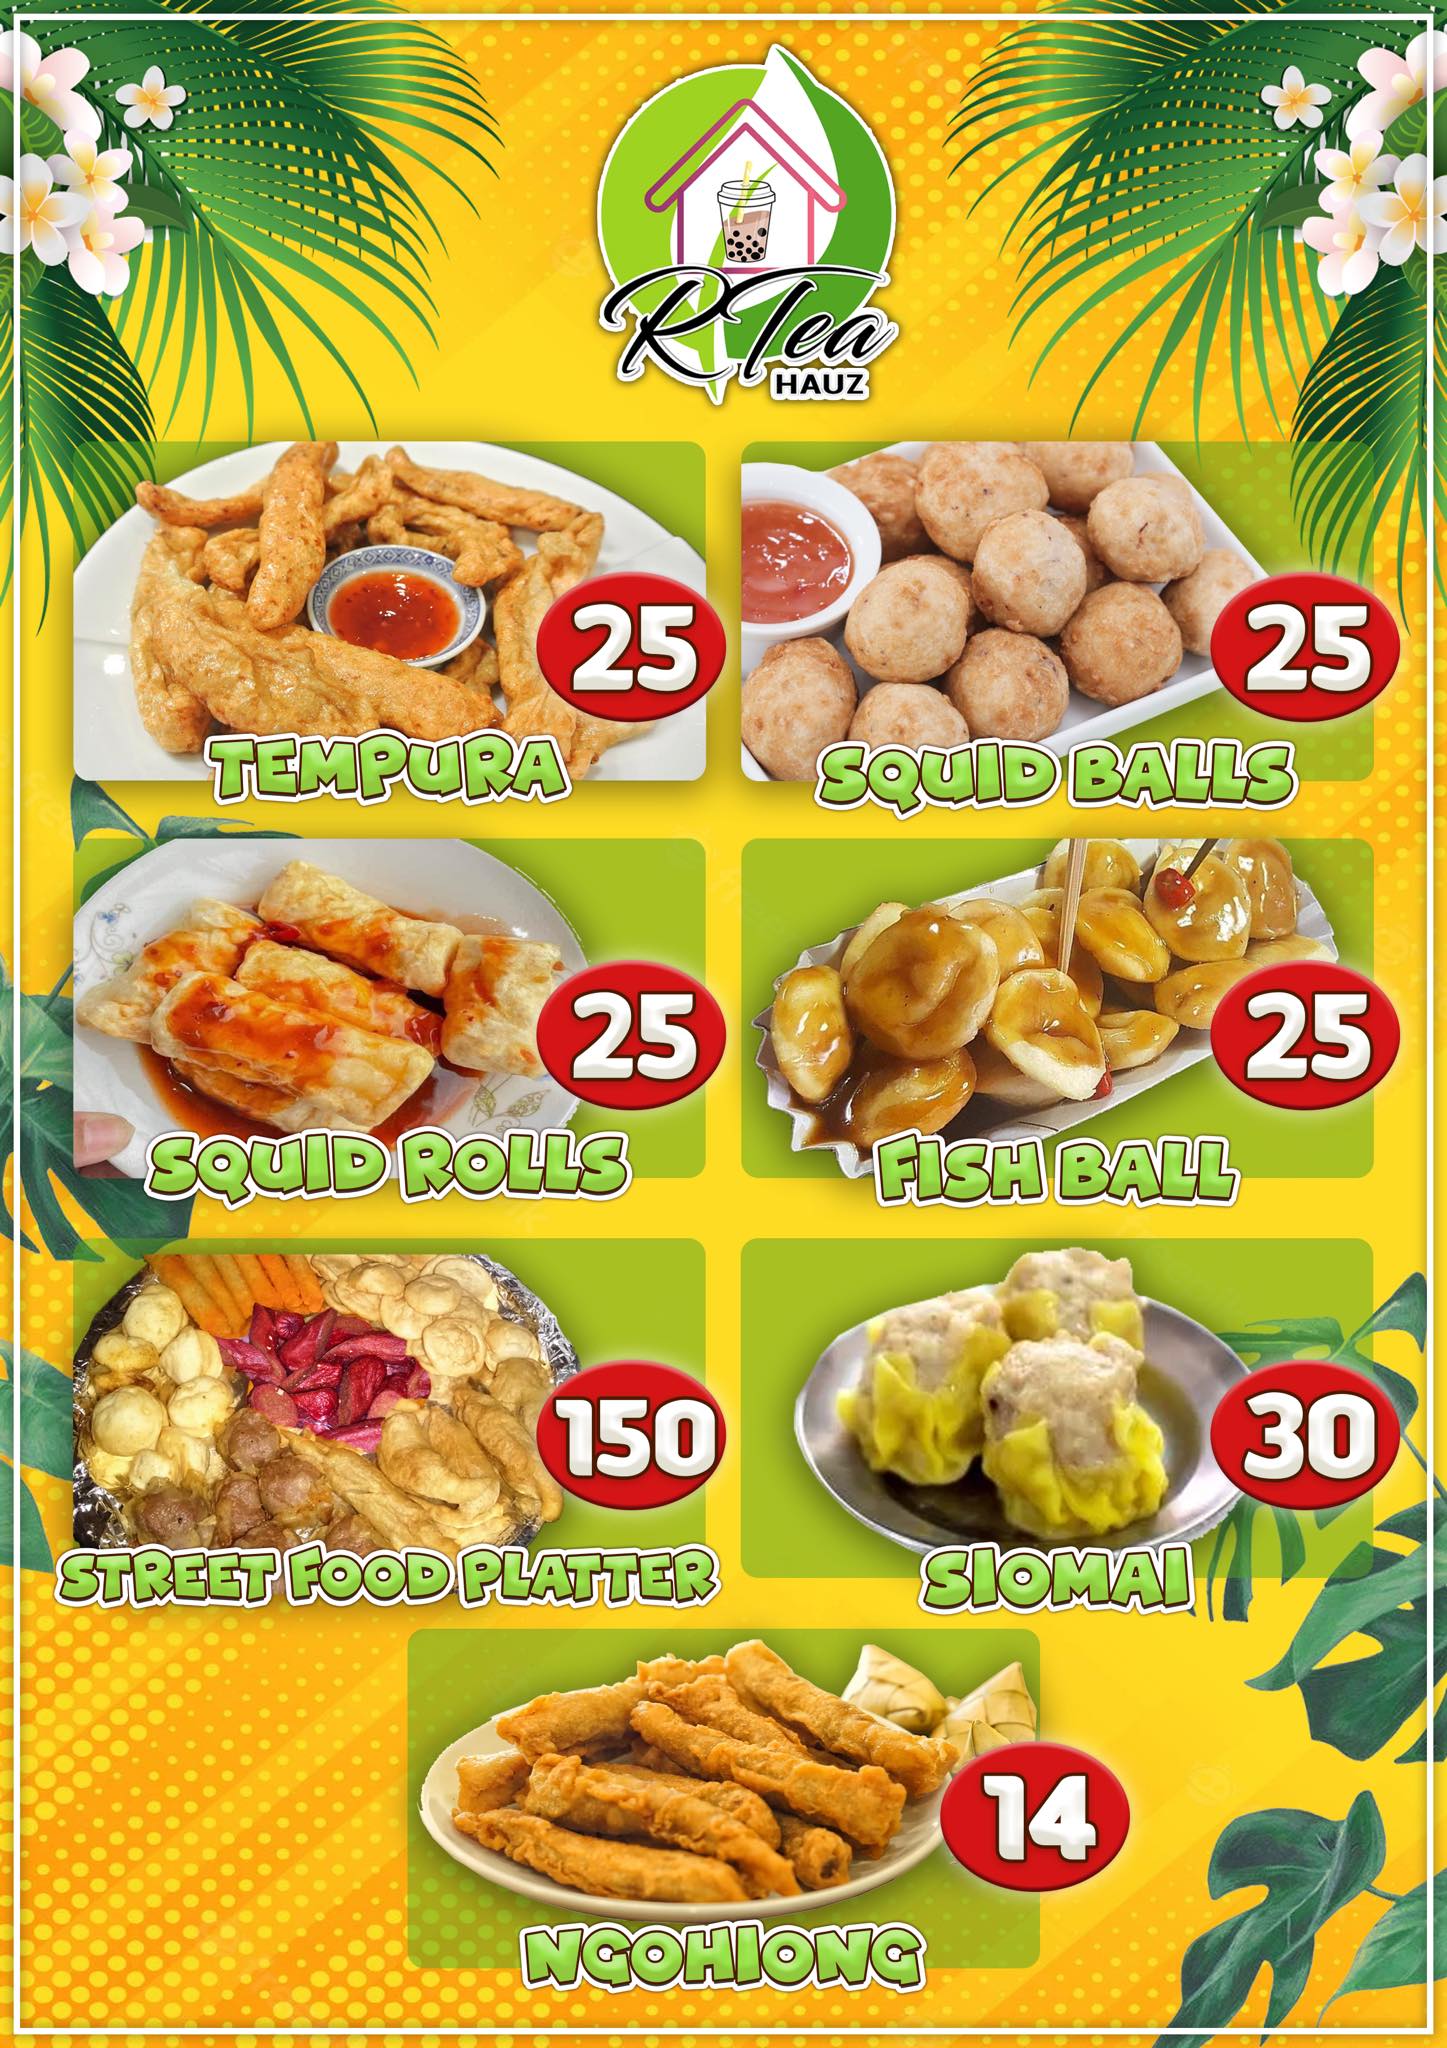 RTea
HAUZ
25
25
TEMPURA
SQUID BALLS
25
25
SQUID ROLLS
FISH BALL
150
30
STREET FOOD PLATTER
SIOMAI
14
NGOHIONG